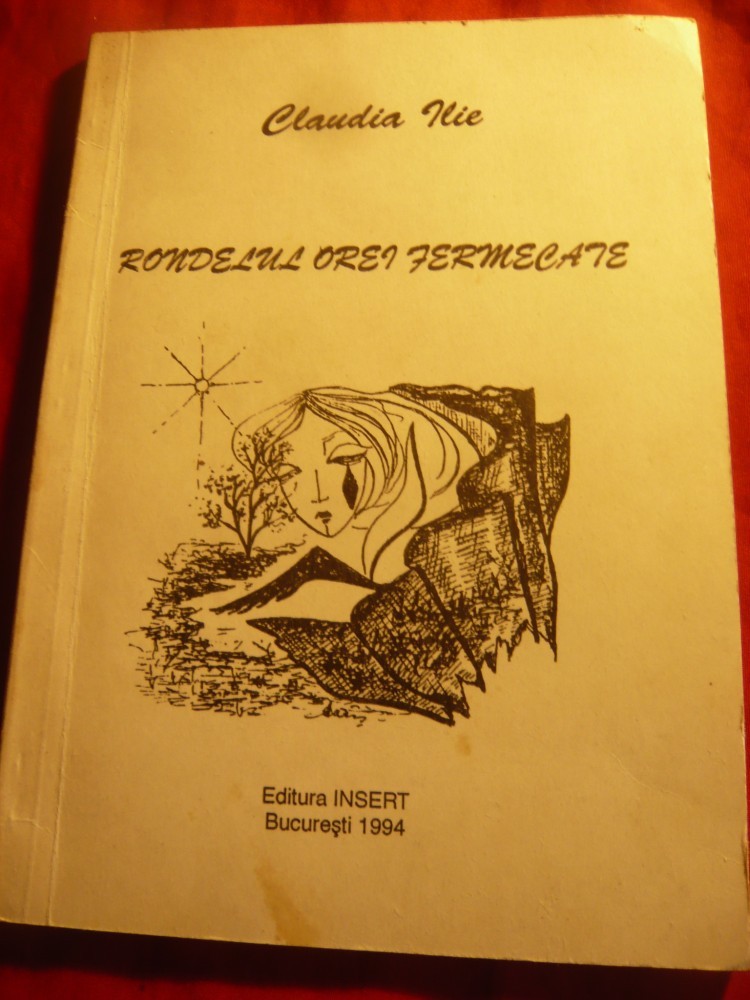 Claudia Ilie
RONDELUL OREI FERMECATE
Editura INSERT
Bucureşti 1994